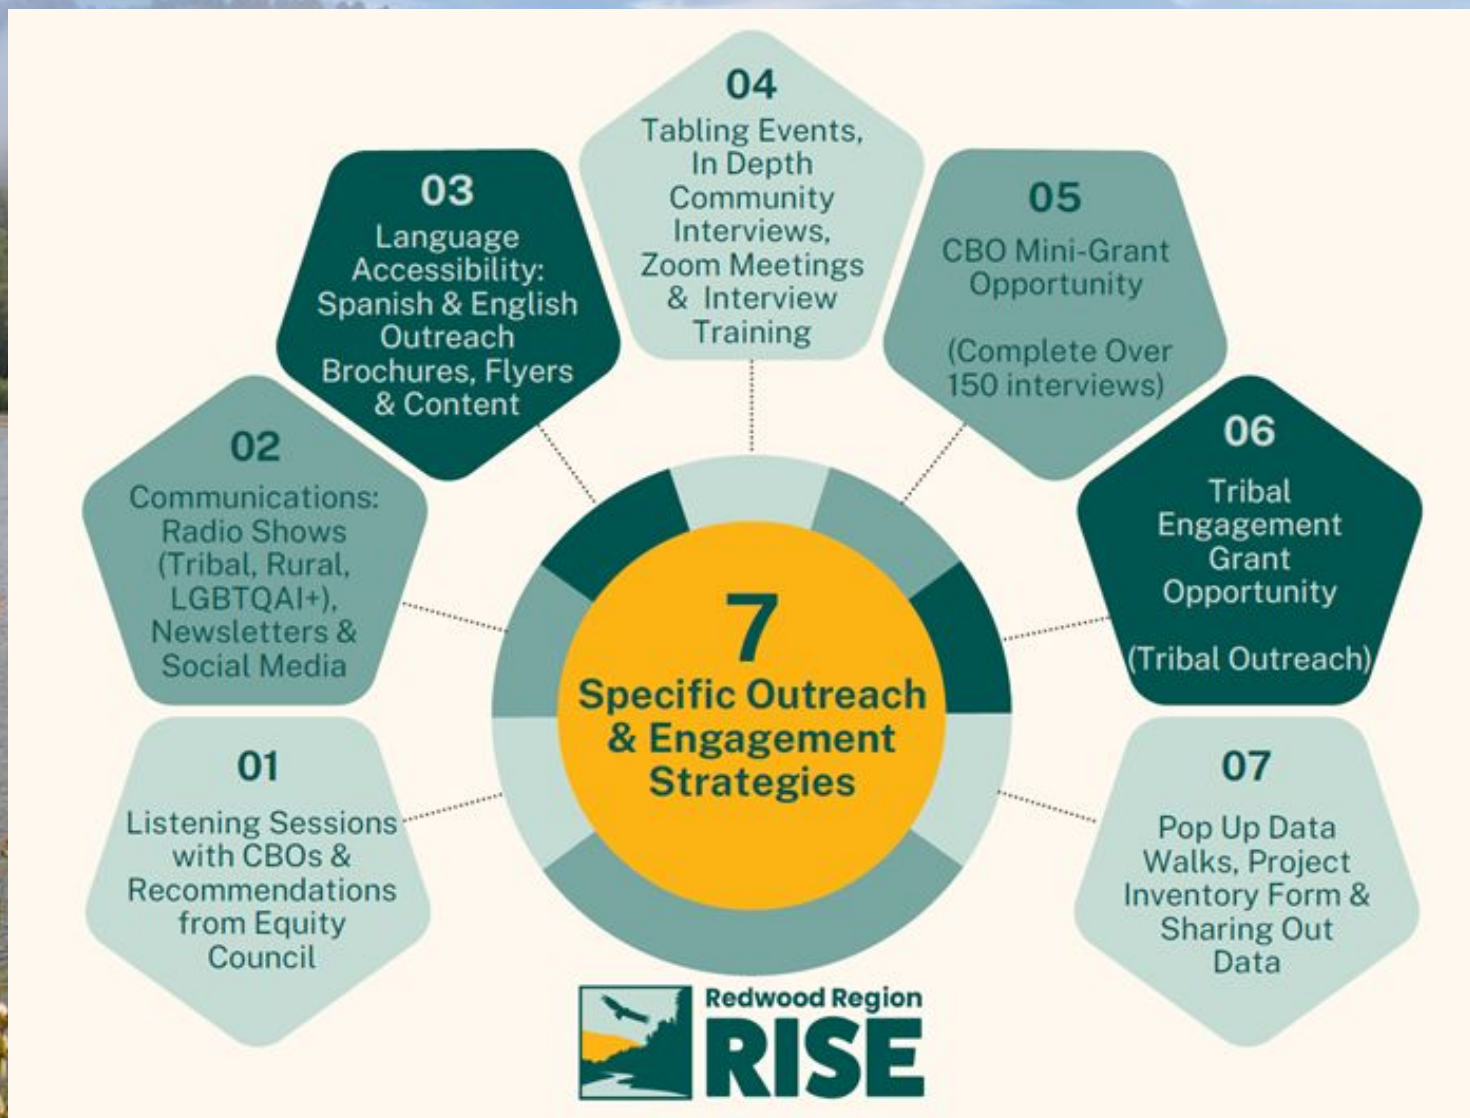 01
Listening Sessions
with CBOs &
Recommendations
from Equity
Council
02
Communications:
Radio Shows
(Tribal, Rural,
LGBTQAI+),
Newsletters &
Social Media
03
Language
Accessibility:
Spanish & English
Outreach
Brochures, Flyers
& Content
04
Tabling Events,
In Depth
Community
Interviews,
Zoom Meetings
& Interview
Training
05
CBO Mini-Grant
Opportunity
(Complete Over
150 interviews)
06
Tribal
Engagement
Grant
Opportunity
(Tribal Outreach)
07
Pop Up Data
Walks, Project
Inventory Form &
Sharing Out
Data
7
Specific Outreach
& Engagement
Strategies
Redwood Region
RISE